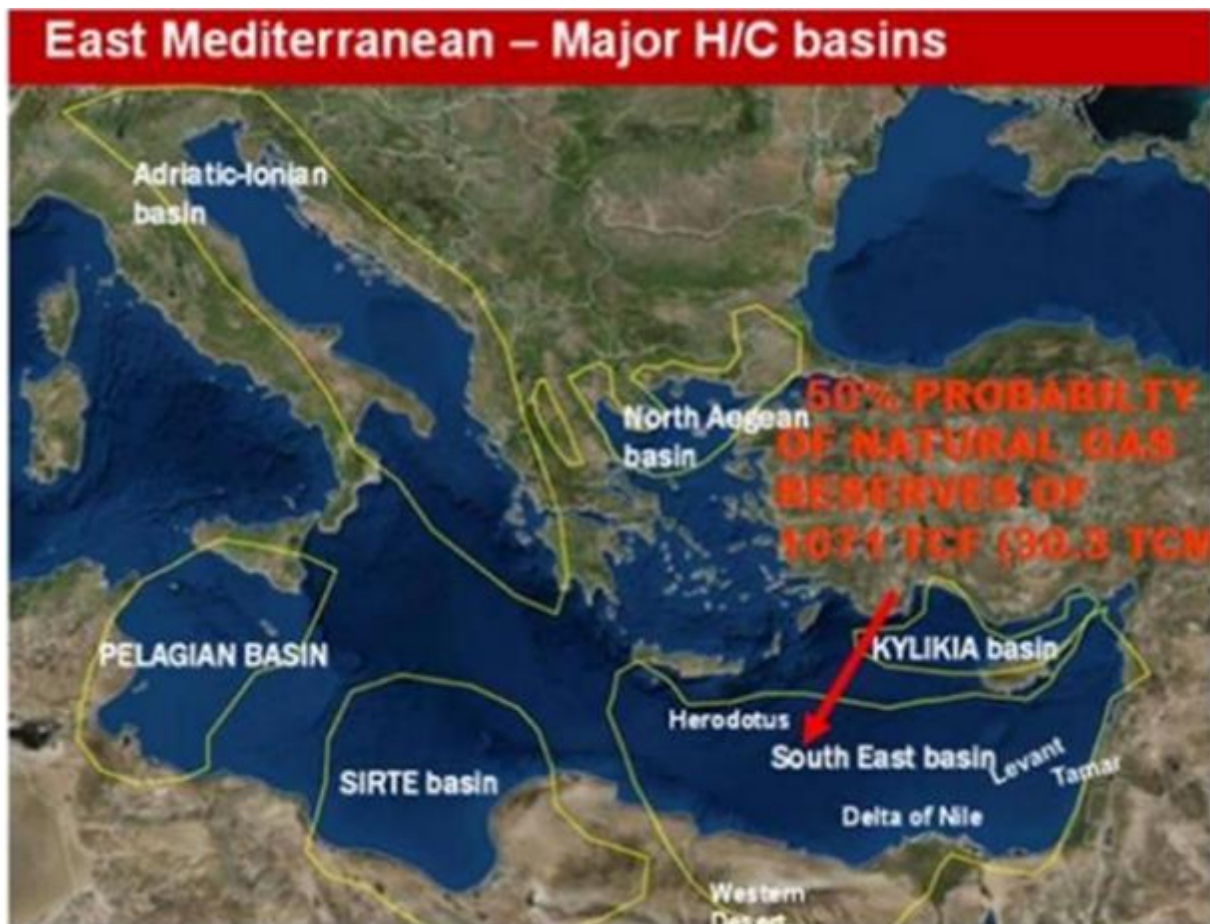 East Mediterranean – Major H/C basins
Adriatic-Ionian
basin
North Aegean
basin
50% PROBABILTY
OF NATURAL GAS
RESERVES OF
1071 TCF (30.3 TCM
PELAGIAN BASIN
KYLIKIA basin
Herodotus
SIRTE basin
South East basin
Levant
Tamar
Delta of Nile
Western
Desert